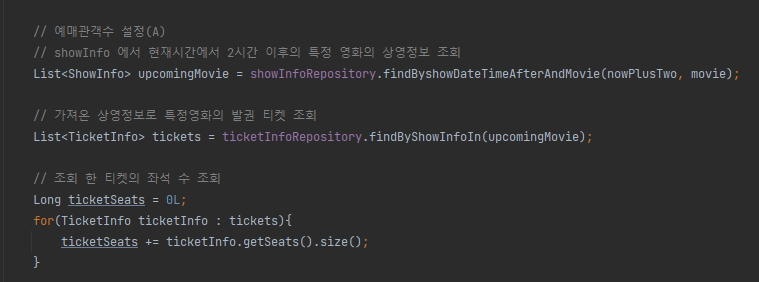 // 예매관객수 설정(A)
// showInfo 에서 현재시간에서 2시간 이후의 특정 영화의 상영정보 조회
List<ShowInfo> upcomingMovie = showInfoRepository.findByshowDateTimeAfterAndMovie(nowPlusTwo, movie);
// 가져온 상영정보로 특정영화의 발권 티켓 조회
List<TicketInfo> tickets = ticketInfoRepository.findByShowInfoIn(upcomingMovie);
// 조회 한 티켓의 좌석 수 조회
Long ticketSeats = 0L;
for(TicketInfo ticketInfo : tickets){
ticketSeats += ticketInfo.getSeats().size();
}